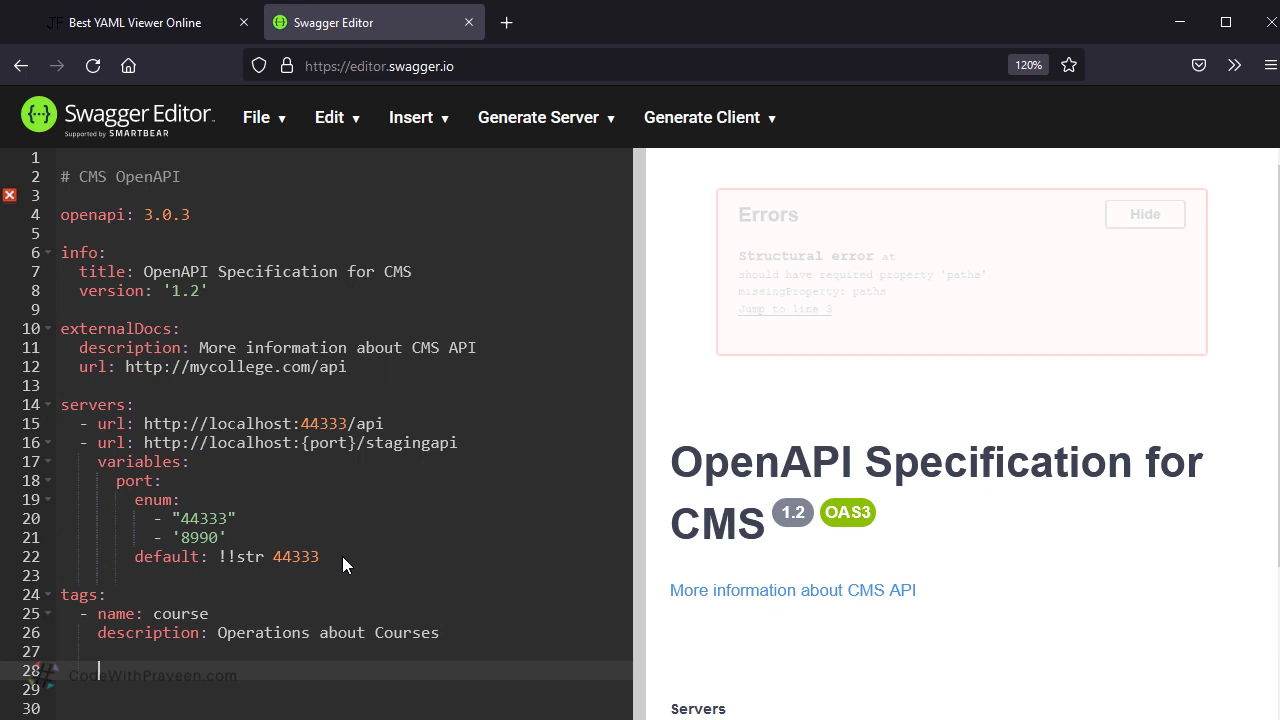 JF Best YAML Viewer Online
Swagger Editor
https://editor.swagger.io
120%
Swagger Editor
Supported by SMARTBEAR
File
Edit
Insert
Generate Server
Generate Client
1
2 # CMS OpenAPI
3
4 openapi: 3.0.3
5
6 info:
7 title: OpenAPI Specification for CMS
8 version: '1.2'
9
10 externalDocs:
11 description: More information about CMS API
12 url: http://mycollege.com/api
13
14 servers:
15 - url: http://localhost:44333/api
16 - url: http://localhost:{port}/stagingapi
17 variables:
18 port:
19 enum:
20 - "44333"
21 - '8990'
22 default: !!str 44333
23
24 tags:
25 - name: course
26 description: Operations about Courses
27
28
CodeWithPraveen.com
29
30
Errors
Hide
Structural error at
should have required property 'paths'
missingProperty: paths
Jump to line 3
OpenAPI Specification for
CMS 1.2 OAS3
More information about CMS API
Servers